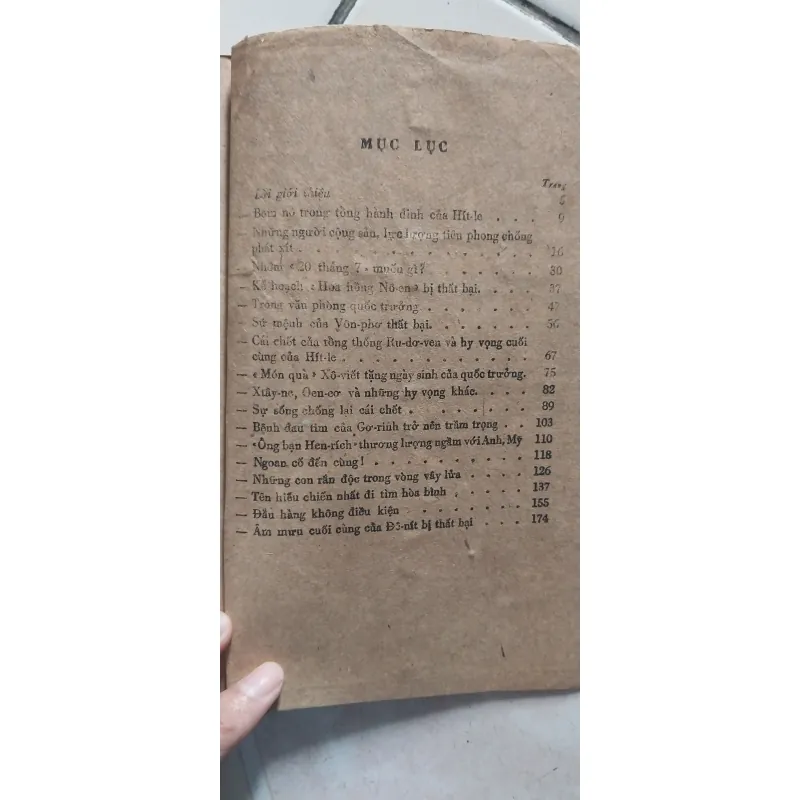 MỤC LỤC
Trang
Lời giới thiệu 5
— Bom nổ trong tổng hành dinh của Hít-le . . . 9
— Những người cộng sản, lực lượng tiên phong chống
phát xít . . . . . . . . . . 16
— Nhóm «20 tháng 7» muốn gì? . . . . . 30
— Kế hoạch «Hoa hồng Nô-en» bị thất bại. . . . 37
— Trong văn phòng quốc trưởng . . . . . 47
— Sứ mệnh của Vôn-phơ thất bại. . . . . . 56
— Cái chết của tổng thống Ru-dơ-ven và hy vọng cuối
cùng của Hít-le . . . . . . . . 67
— «Món quà» Xô-viết tặng ngày sinh của quốc trưởng. 75
— Xtây-ne, Oen-cơ và những hy vọng khác. . . . 82
— Sự sống chống lại cái chết . . . . . . 89
— Bệnh đau tim của Gơ-rinh trở nên trầm trọng . . 103
— «Ông bạn Hen-rích» thương lượng ngầm với Anh, Mỹ 110
— Ngoan cố đến cùng! . . . . . . . . 118
— Những con rắn độc trong vòng vây lửa . . . . 126
— Tên hiếu chiến nhất đi tìm hòa bình . . . . . 137
— Đầu hàng không điều kiện . . . . . . . 155
— Âm mưu cuối cùng của Đô-nít bị thất bại . . . 174